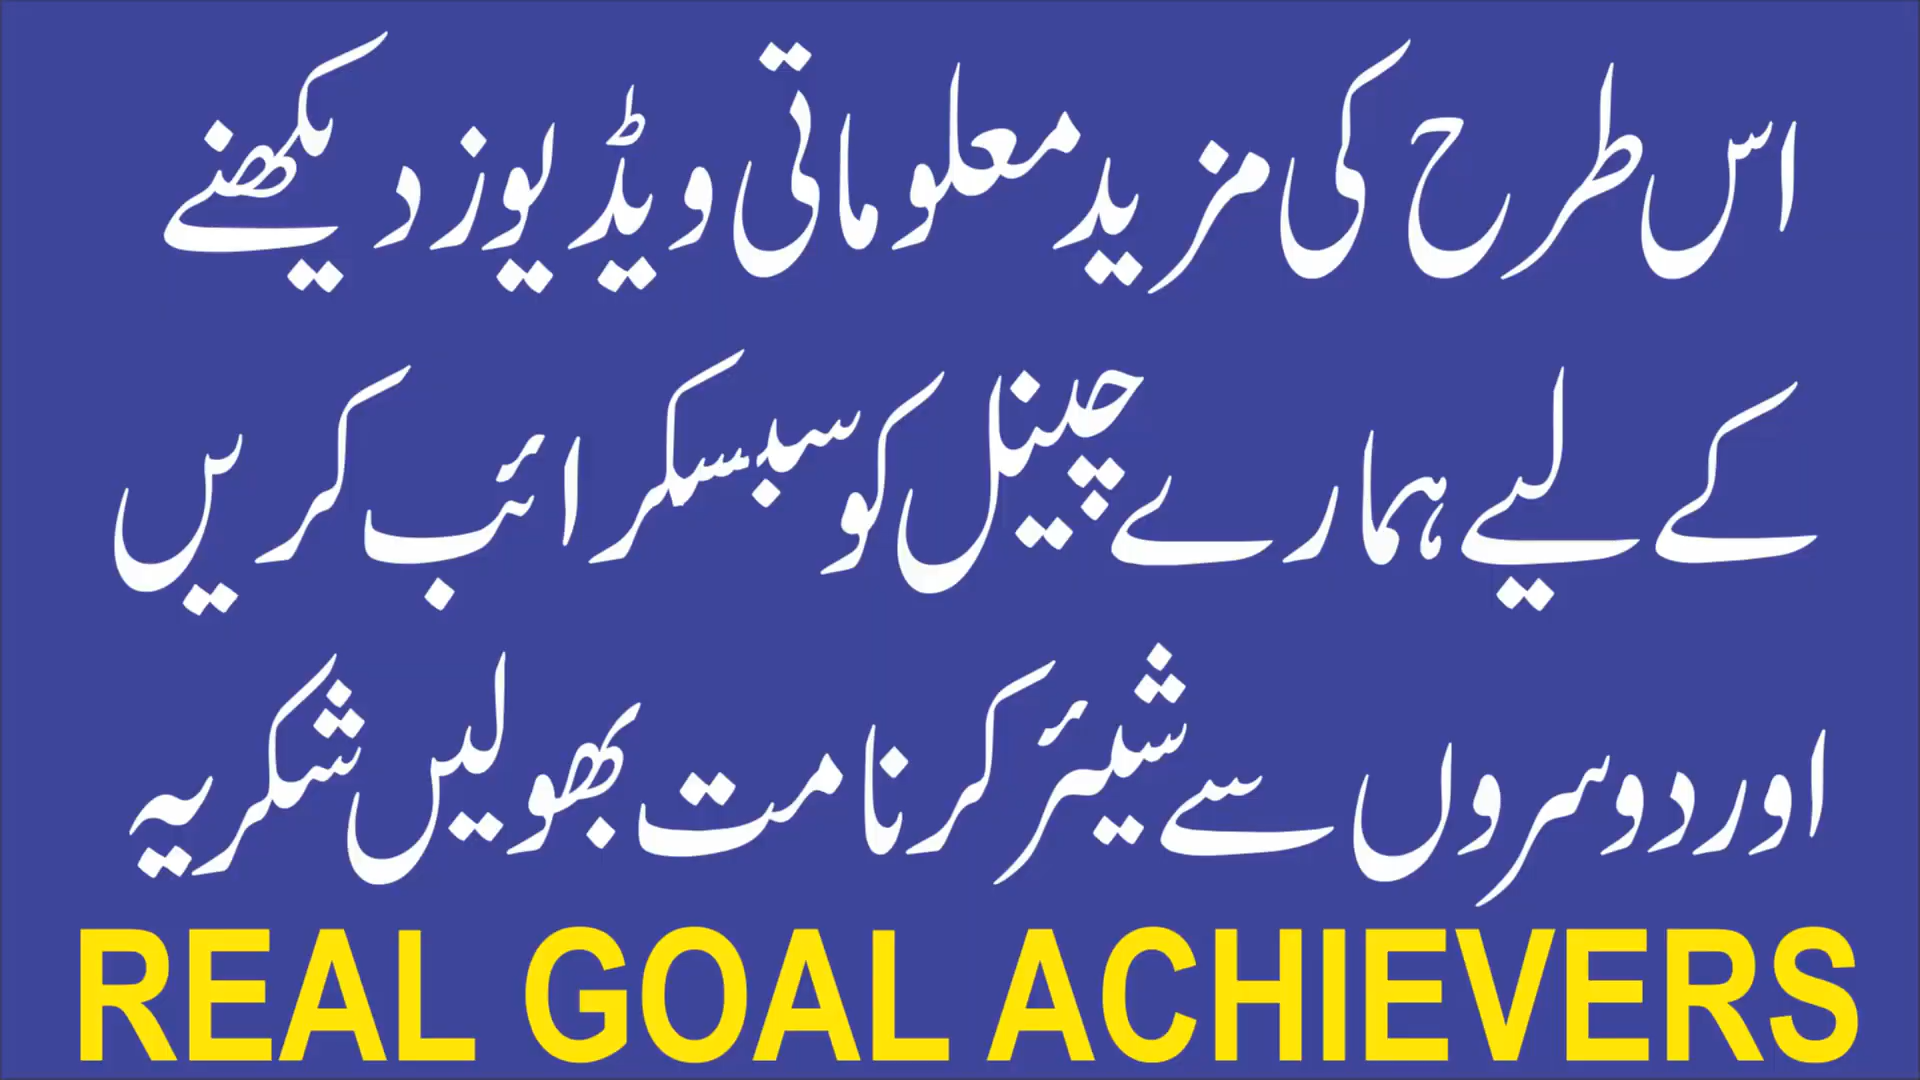 اس طرح کی مزید معلوماتی ویڈیوز دیکھنے
کے لیے ہمارے چینل کو سبسکرائب کریں
اور دوسروں سے شیئر کرنا مت بھولیں شکریہ
REAL GOAL ACHIEVERS